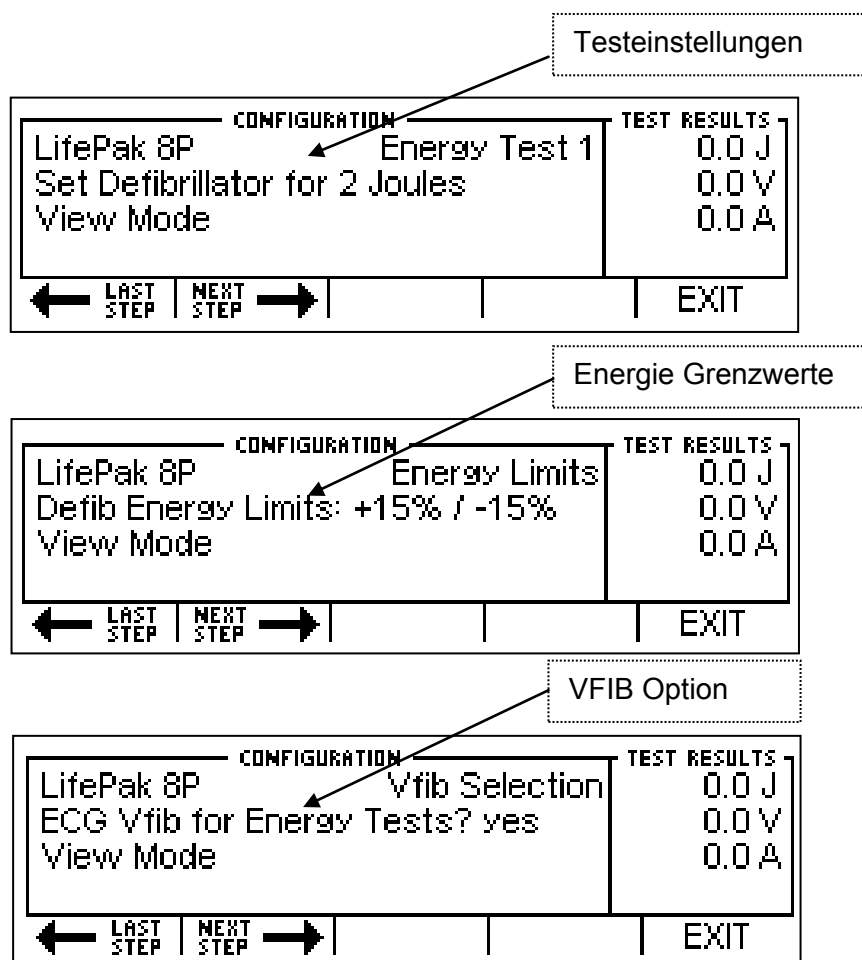 Testeinstellungen
CONFIGURATION TEST RESULTS
LifePak 8P Energy Test 1 0.0 J
Set Defibrillator for 2 Joules 0.0 V
View Mode 0.0 A
LAST STEP NEXT STEP EXIT
Energie Grenzwerte
CONFIGURATION TEST RESULTS
LifePak 8P Energy Limits 0.0 J
Defib Energy Limits: +15% / -15% 0.0 V
View Mode 0.0 A
LAST STEP NEXT STEP EXIT
VFIB Option
CONFIGURATION TEST RESULTS
LifePak 8P Vfib Selection 0.0 J
ECG Vfib for Energy Tests? yes 0.0 V
View Mode 0.0 A
LAST STEP NEXT STEP EXIT